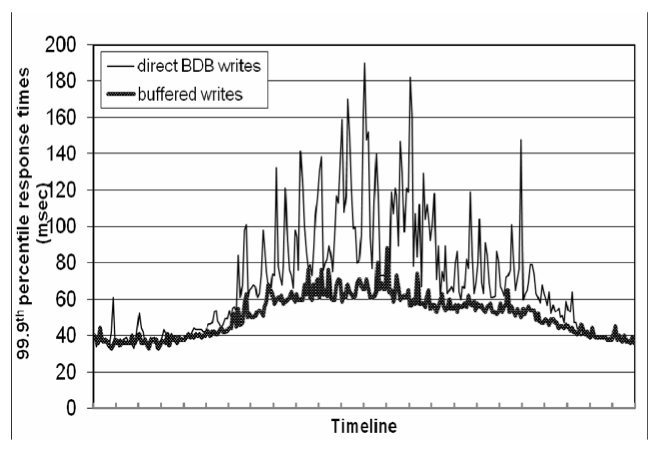 200
180
160
140
120
100
80
60
40
20
0
99.9th percentile response times
(msec)
direct BDB writes
buffered writes
Timeline